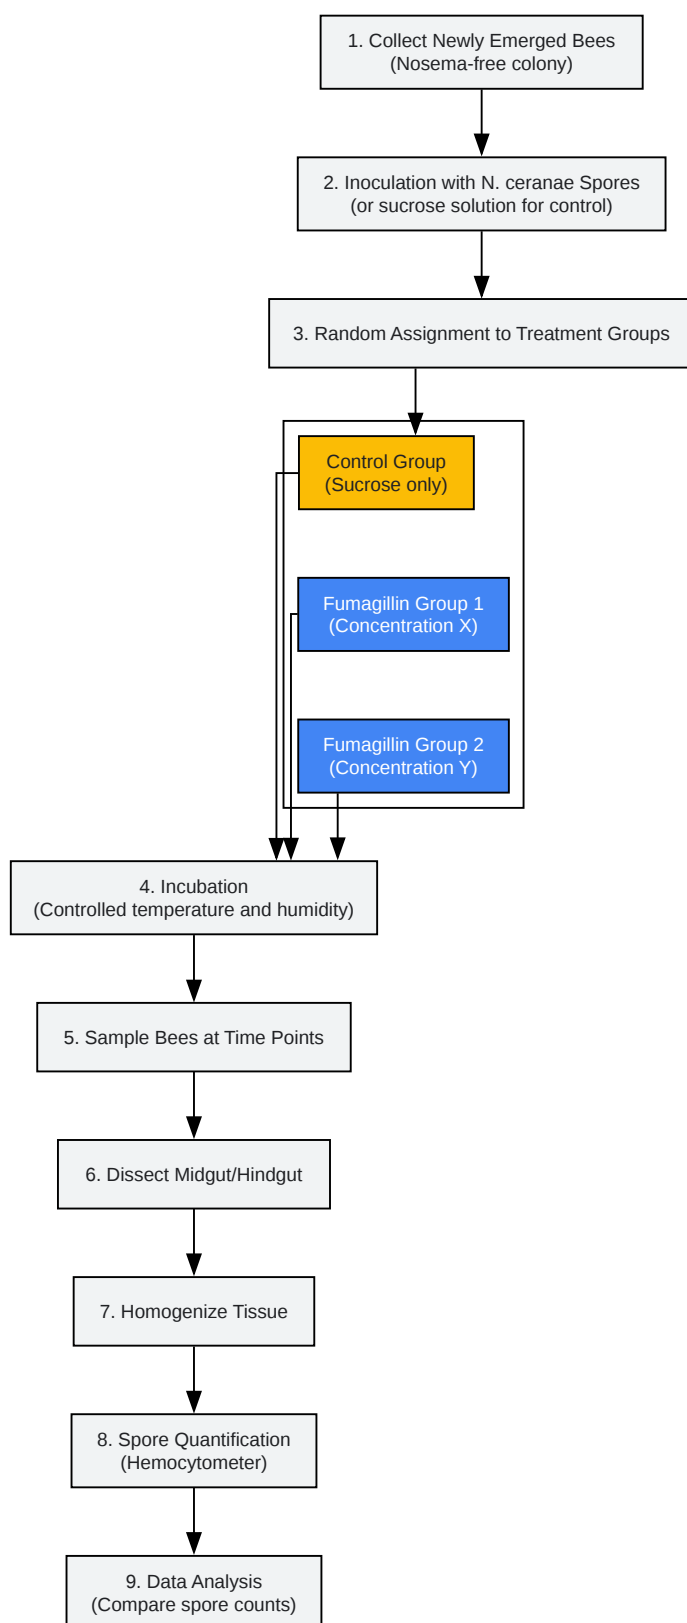 1. Collect Newly Emerged Bees
(Nosema-free colony)
2. Inoculation with N. ceranae Spores
(or sucrose solution for control)
3. Random Assignment to Treatment Groups
Control Group
(Sucrose only)
Fumagillin Group 1
(Concentration X)
Fumagillin Group 2
(Concentration Y)
4. Incubation
(Controlled temperature and humidity)
5. Sample Bees at Time Points
6. Dissect Midgut/Hindgut
7. Homogenize Tissue
8. Spore Quantification
(Hemocytometer)
9. Data Analysis
(Compare spore counts)